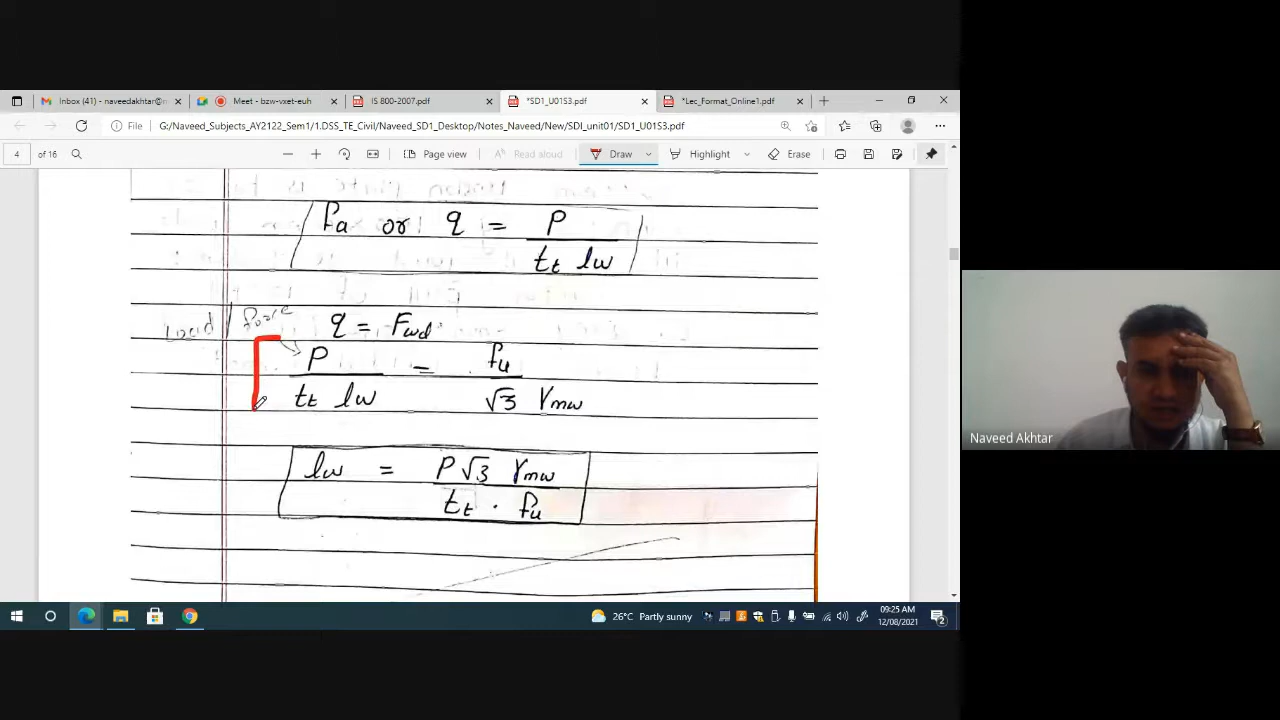 Inbox (41) - naveedakhtar@n
Meet - bzw-vxet-euh
IS 800-2007.pdf
*SD1_U01S3.pdf
*Lec_Format_Online1.pdf
File
G:/Naveed_Subjects_AY2122_Sem1/1.DSS_TE_Civil/Naveed_SD1_Desktop/Notes_Naveed/New/SDI_unit01/SD1_U01S3.pdf
4 of 16
Page view
Read aloud
Draw
Highlight
Erase
fa or q = P / tt lw
Load / force
q = Fwd
P / tt lw = fu / √3 γmw
lw = P√3 γmw / tt . fu
Naveed Akhtar
26°C Partly sunny
09:25 AM
12/08/2021
2